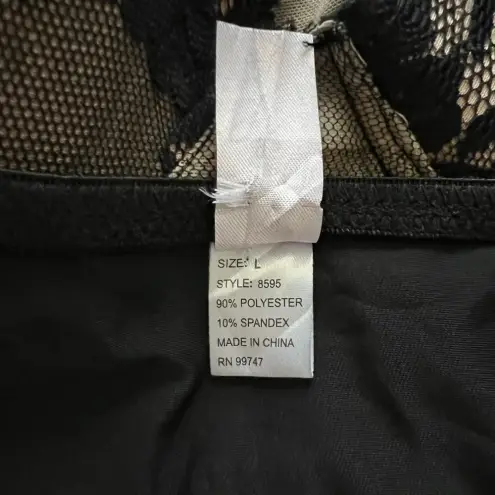 SIZE: L
STYLE: 8595
90% POLYESTER
10% SPANDEX
MADE IN CHINA
RN 99747